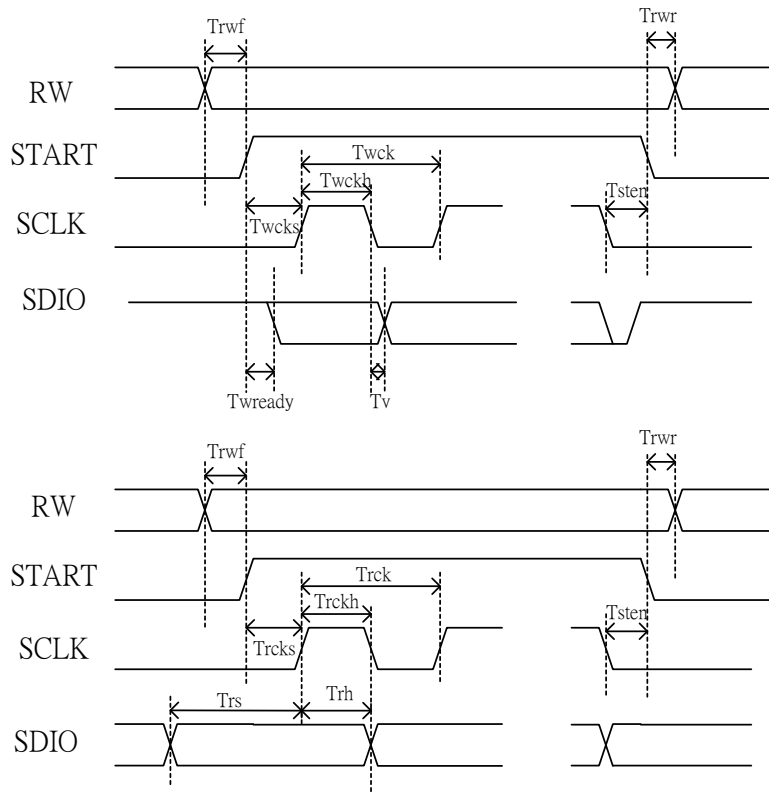 Trwf
Trwr
RW
START
Twck
Twckh
Tsten
SCLK
Twcks
SDIO
Twready
Tv
Trwf
Trwr
RW
START
Trck
Trckh
Tsten
SCLK
Trcks
Trs
Trh
SDIO